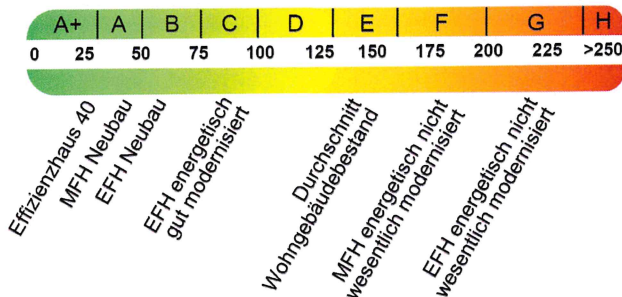 A+ A B C D E F G H
0 25 50 75 100 125 150 175 200 225 >250
Effizienzhaus 40
MFH Neubau
EFH Neubau
EFH energetisch
gut modernisiert
Durchschnitt
Wohngebäudebestand
MFH energetisch nicht
wesentlich modernisiert
EFH energetisch nicht
wesentlich modernisiert